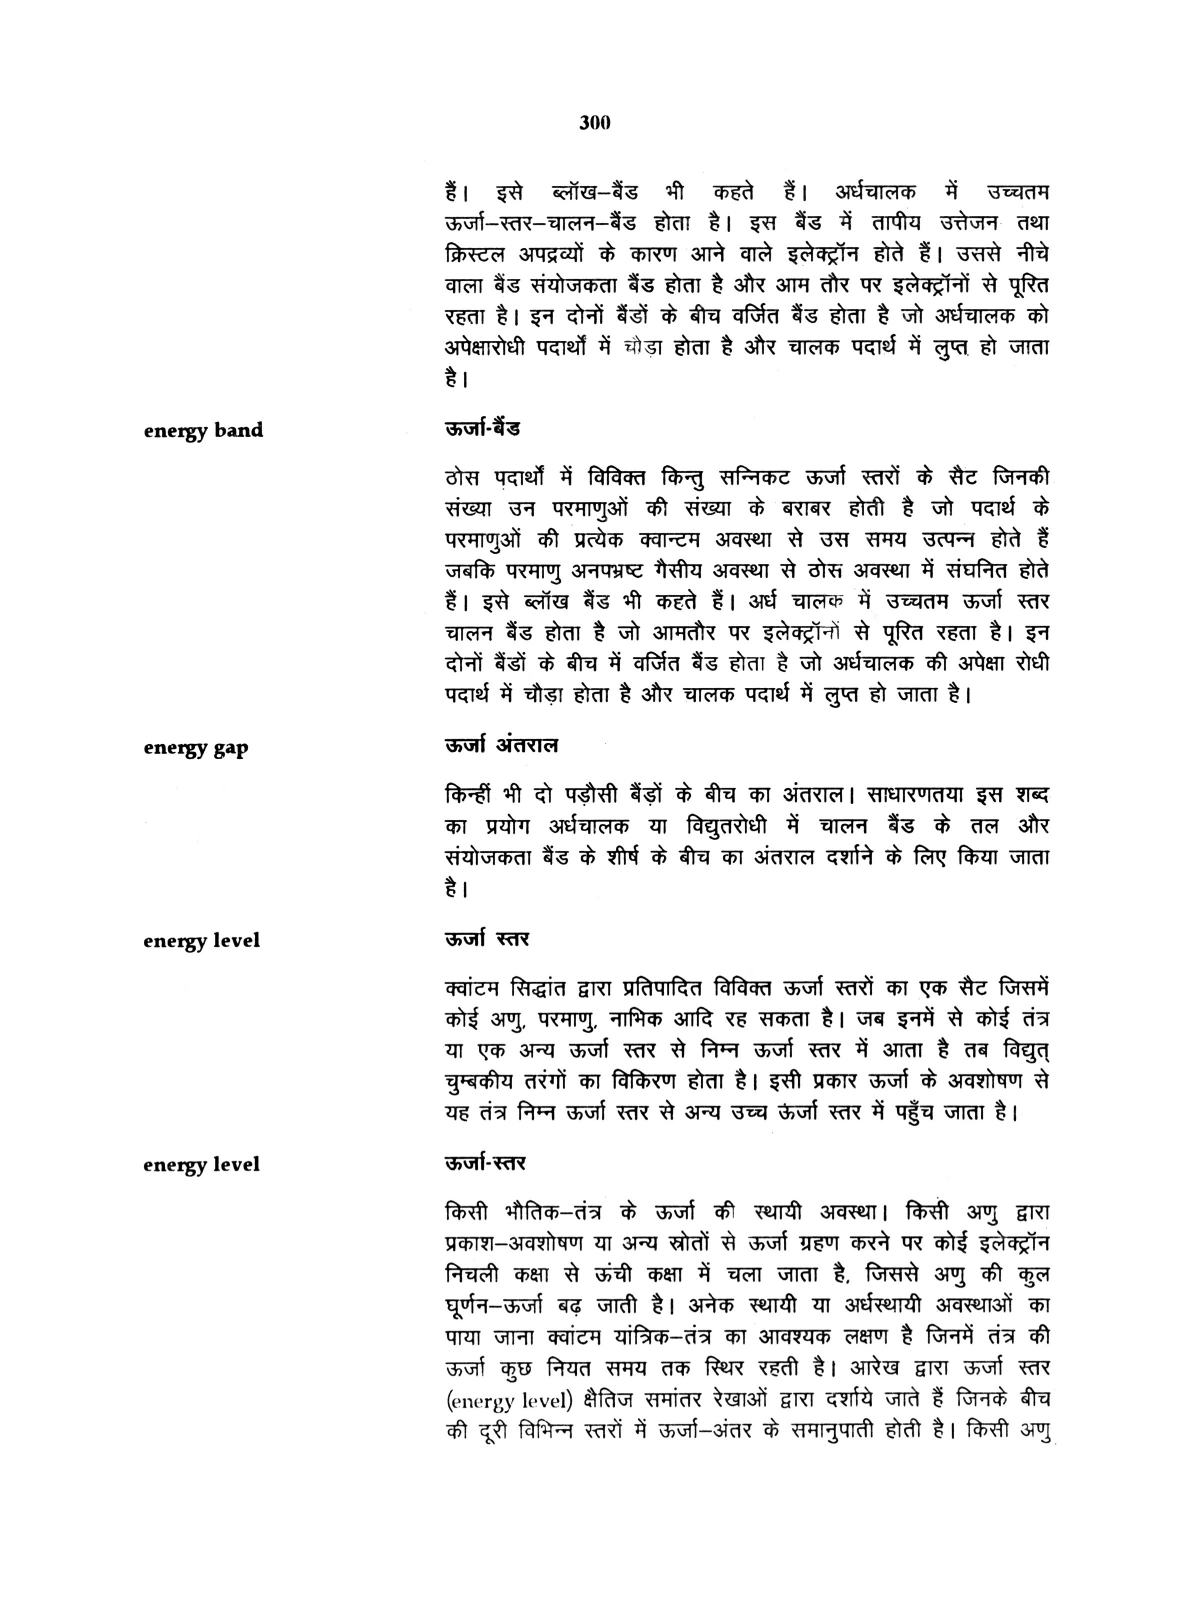 300
हैं। इसे ब्लॉख–बैंड भी कहते हैं। अर्धचालक में उच्चतम
ऊर्जा–स्तर–चालन–बैंड होता है। इस बैंड में तापीय उत्तेजन तथा
क्रिस्टल अपद्रव्यों के कारण आने वाले इलेक्ट्रॉन होते हैं। उससे नीचे
वाला बैंड संयोजकता बैंड होता है और आम तौर पर इलेक्ट्रॉनों से पूरित
रहता है। इन दोनों बैंडों के बीच वर्जित बैंड होता है जो अर्धचालक को
अपेक्षारोधी पदार्थों में चौड़ा होता है और चालक पदार्थ में लुप्त हो जाता
है।
energy band ऊर्जा-बैंड
ठोस पदार्थों में विविक्त किन्तु सन्निकट ऊर्जा स्तरों के सैट जिनकी
संख्या उन परमाणुओं की संख्या के बराबर होती है जो पदार्थ के
परमाणुओं की प्रत्येक क्वान्टम अवस्था से उस समय उत्पन्न होते हैं
जबकि परमाणु अनपभ्रष्ट गैसीय अवस्था से ठोस अवस्था में संघनित होते
हैं। इसे ब्लॉख बैंड भी कहते हैं। अर्ध चालक में उच्चतम ऊर्जा स्तर
चालन बैंड होता है जो आमतौर पर इलेक्ट्रॉनों से पूरित रहता है। इन
दोनों बैंडों के बीच में वर्जित बैंड होता है जो अर्धचालक की अपेक्षा रोधी
पदार्थ में चौड़ा होता है और चालक पदार्थ में लुप्त हो जाता है।
energy gap ऊर्जा अंतराल
किन्हीं भी दो पड़ौसी बैंड़ों के बीच का अंतराल। साधारणतया इस शब्द
का प्रयोग अर्धचालक या विद्युतरोधी में चालन बैंड के तल और
संयोजकता बैंड के शीर्ष के बीच का अंतराल दर्शाने के लिए किया जाता
है।
energy level ऊर्जा स्तर
क्वांटम सिद्धांत द्वारा प्रतिपादित विविक्त ऊर्जा स्तरों का एक सैट जिसमें
कोई अणु, परमाणु, नाभिक आदि रह सकता है। जब इनमें से कोई तंत्र
या एक अन्य ऊर्जा स्तर से निम्न ऊर्जा स्तर में आता है तब विद्युत्
चुम्बकीय तरंगों का विकिरण होता है। इसी प्रकार ऊर्जा के अवशोषण से
यह तंत्र निम्न ऊर्जा स्तर से अन्य उच्च ऊर्जा स्तर में पहुँच जाता है।
energy level ऊर्जा-स्तर
किसी भौतिक–तंत्र के ऊर्जा की स्थायी अवस्था। किसी अणु द्वारा
प्रकाश–अवशोषण या अन्य स्रोतों से ऊर्जा ग्रहण करने पर कोई इलेक्ट्रॉन
निचली कक्षा से ऊंची कक्षा में चला जाता है, जिससे अणु की कुल
घूर्णन–ऊर्जा बढ़ जाती है। अनेक स्थायी या अर्धस्थायी अवस्थाओं का
पाया जाना क्वांटम यांत्रिक–तंत्र का आवश्यक लक्षण है जिनमें तंत्र की
ऊर्जा कुछ नियत समय तक स्थिर रहती है। आरेख द्वारा ऊर्जा स्तर
(energy level) क्षैतिज समांतर रेखाओं द्वारा दर्शाये जाते हैं जिनके बीच
की दूरी विभिन्न स्तरों में ऊर्जा–अंतर के समानुपाती होती है। किसी अणु